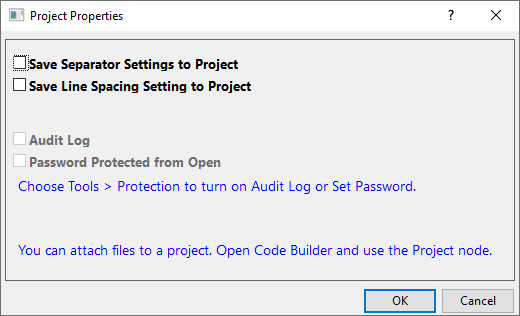 Project Properties
?
Save Separator Settings to Project
Save Line Spacing Setting to Project
Audit Log
Password Protected from Open
Choose Tools > Protection to turn on Audit Log or Set Password.
You can attach files to a project. Open Code Builder and use the Project node.
OK
Cancel